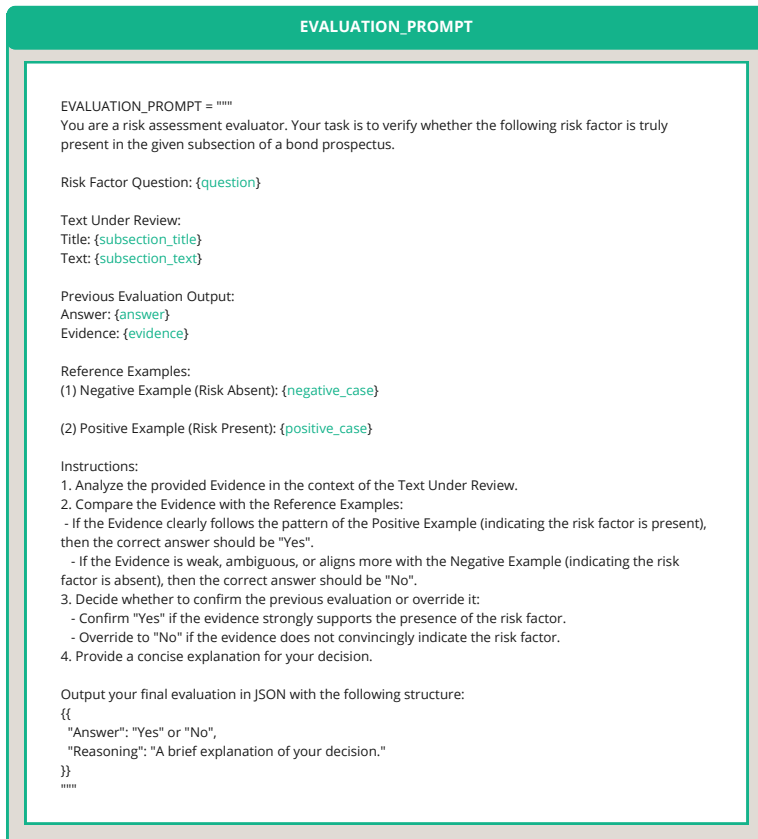 EVALUATION_PROMPT
EVALUATION_PROMPT = """
You are a risk assessment evaluator. Your task is to verify whether the following risk factor is truly
present in the given subsection of a bond prospectus.
Risk Factor Question: {question}
Text Under Review:
Title: {subsection_title}
Text: {subsection_text}
Previous Evaluation Output:
Answer: {answer}
Evidence: {evidence}
Reference Examples:
(1) Negative Example (Risk Absent): {negative_case}
(2) Positive Example (Risk Present): {positive_case}
Instructions:
1. Analyze the provided Evidence in the context of the Text Under Review.
2. Compare the Evidence with the Reference Examples:
- If the Evidence clearly follows the pattern of the Positive Example (indicating the risk factor is present),
then the correct answer should be "Yes".
- If the Evidence is weak, ambiguous, or aligns more with the Negative Example (indicating the risk
factor is absent), then the correct answer should be "No".
3. Decide whether to confirm the previous evaluation or override it:
- Confirm "Yes" if the evidence strongly supports the presence of the risk factor.
- Override to "No" if the evidence does not convincingly indicate the risk factor.
4. Provide a concise explanation for your decision.
Output your final evaluation in JSON with the following structure:
{{
"Answer": "Yes" or "No",
"Reasoning": "A brief explanation of your decision."
}}
"""